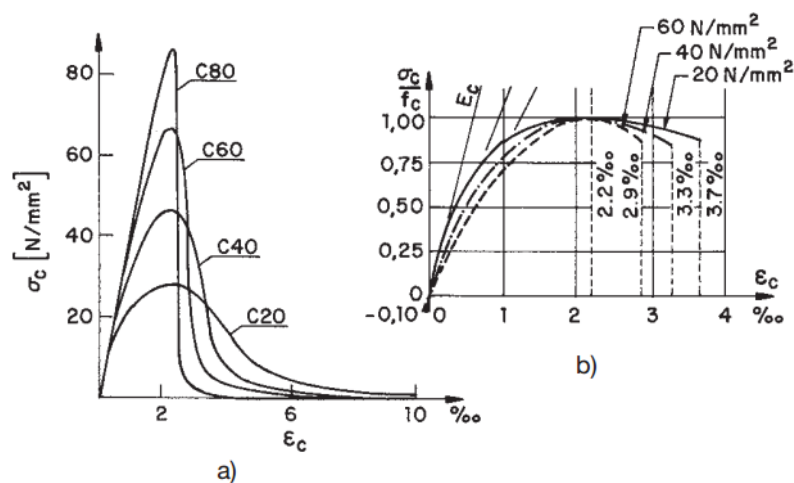 80
60
40
20
σc [N/mm²]
C80
C60
C40
C20
2
6
10
‰
εc
a)
σc
fc
Ec
60 N/mm²
40 N/mm²
20 N/mm²
1,00
0,75
0,50
0,25
0
-0,10
2.2‰
2.9‰
3.3‰
3.7‰
εc
0
1
2
3
4
‰
b)